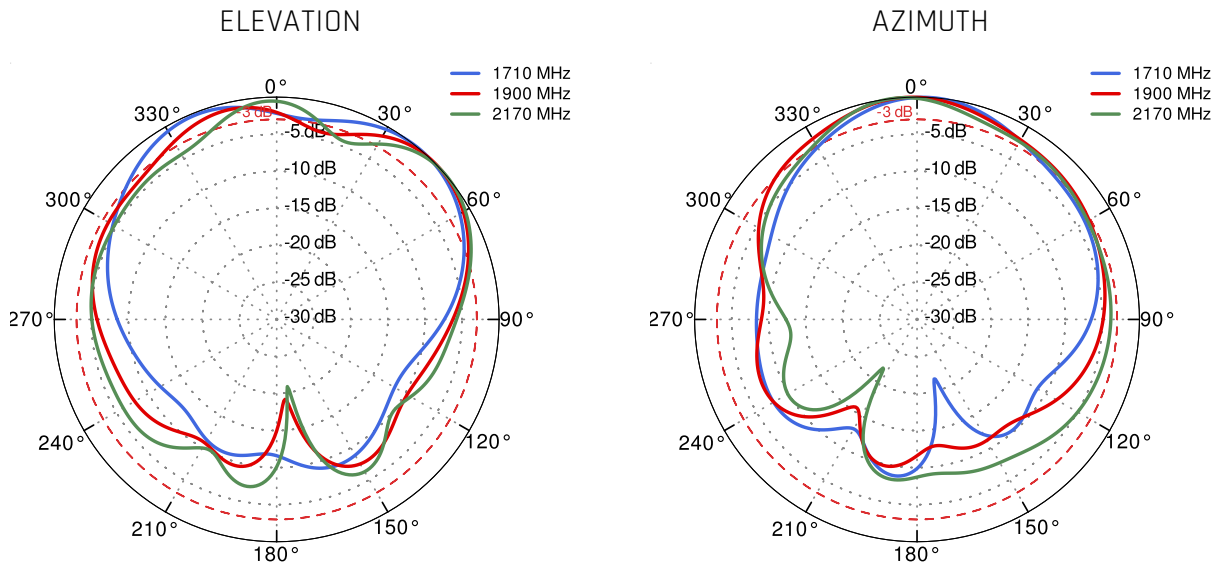 ELEVATION
1710 MHz
1900 MHz
2170 MHz
0°
30°
60°
90°
120°
150°
180°
210°
240°
270°
300°
330°
-3 dB
-5 dB
-10 dB
-15 dB
-20 dB
-25 dB
-30 dB
AZIMUTH
1710 MHz
1900 MHz
2170 MHz
0°
30°
60°
90°
120°
150°
180°
210°
240°
270°
300°
330°
-3 dB
-5 dB
-10 dB
-15 dB
-20 dB
-25 dB
-30 dB